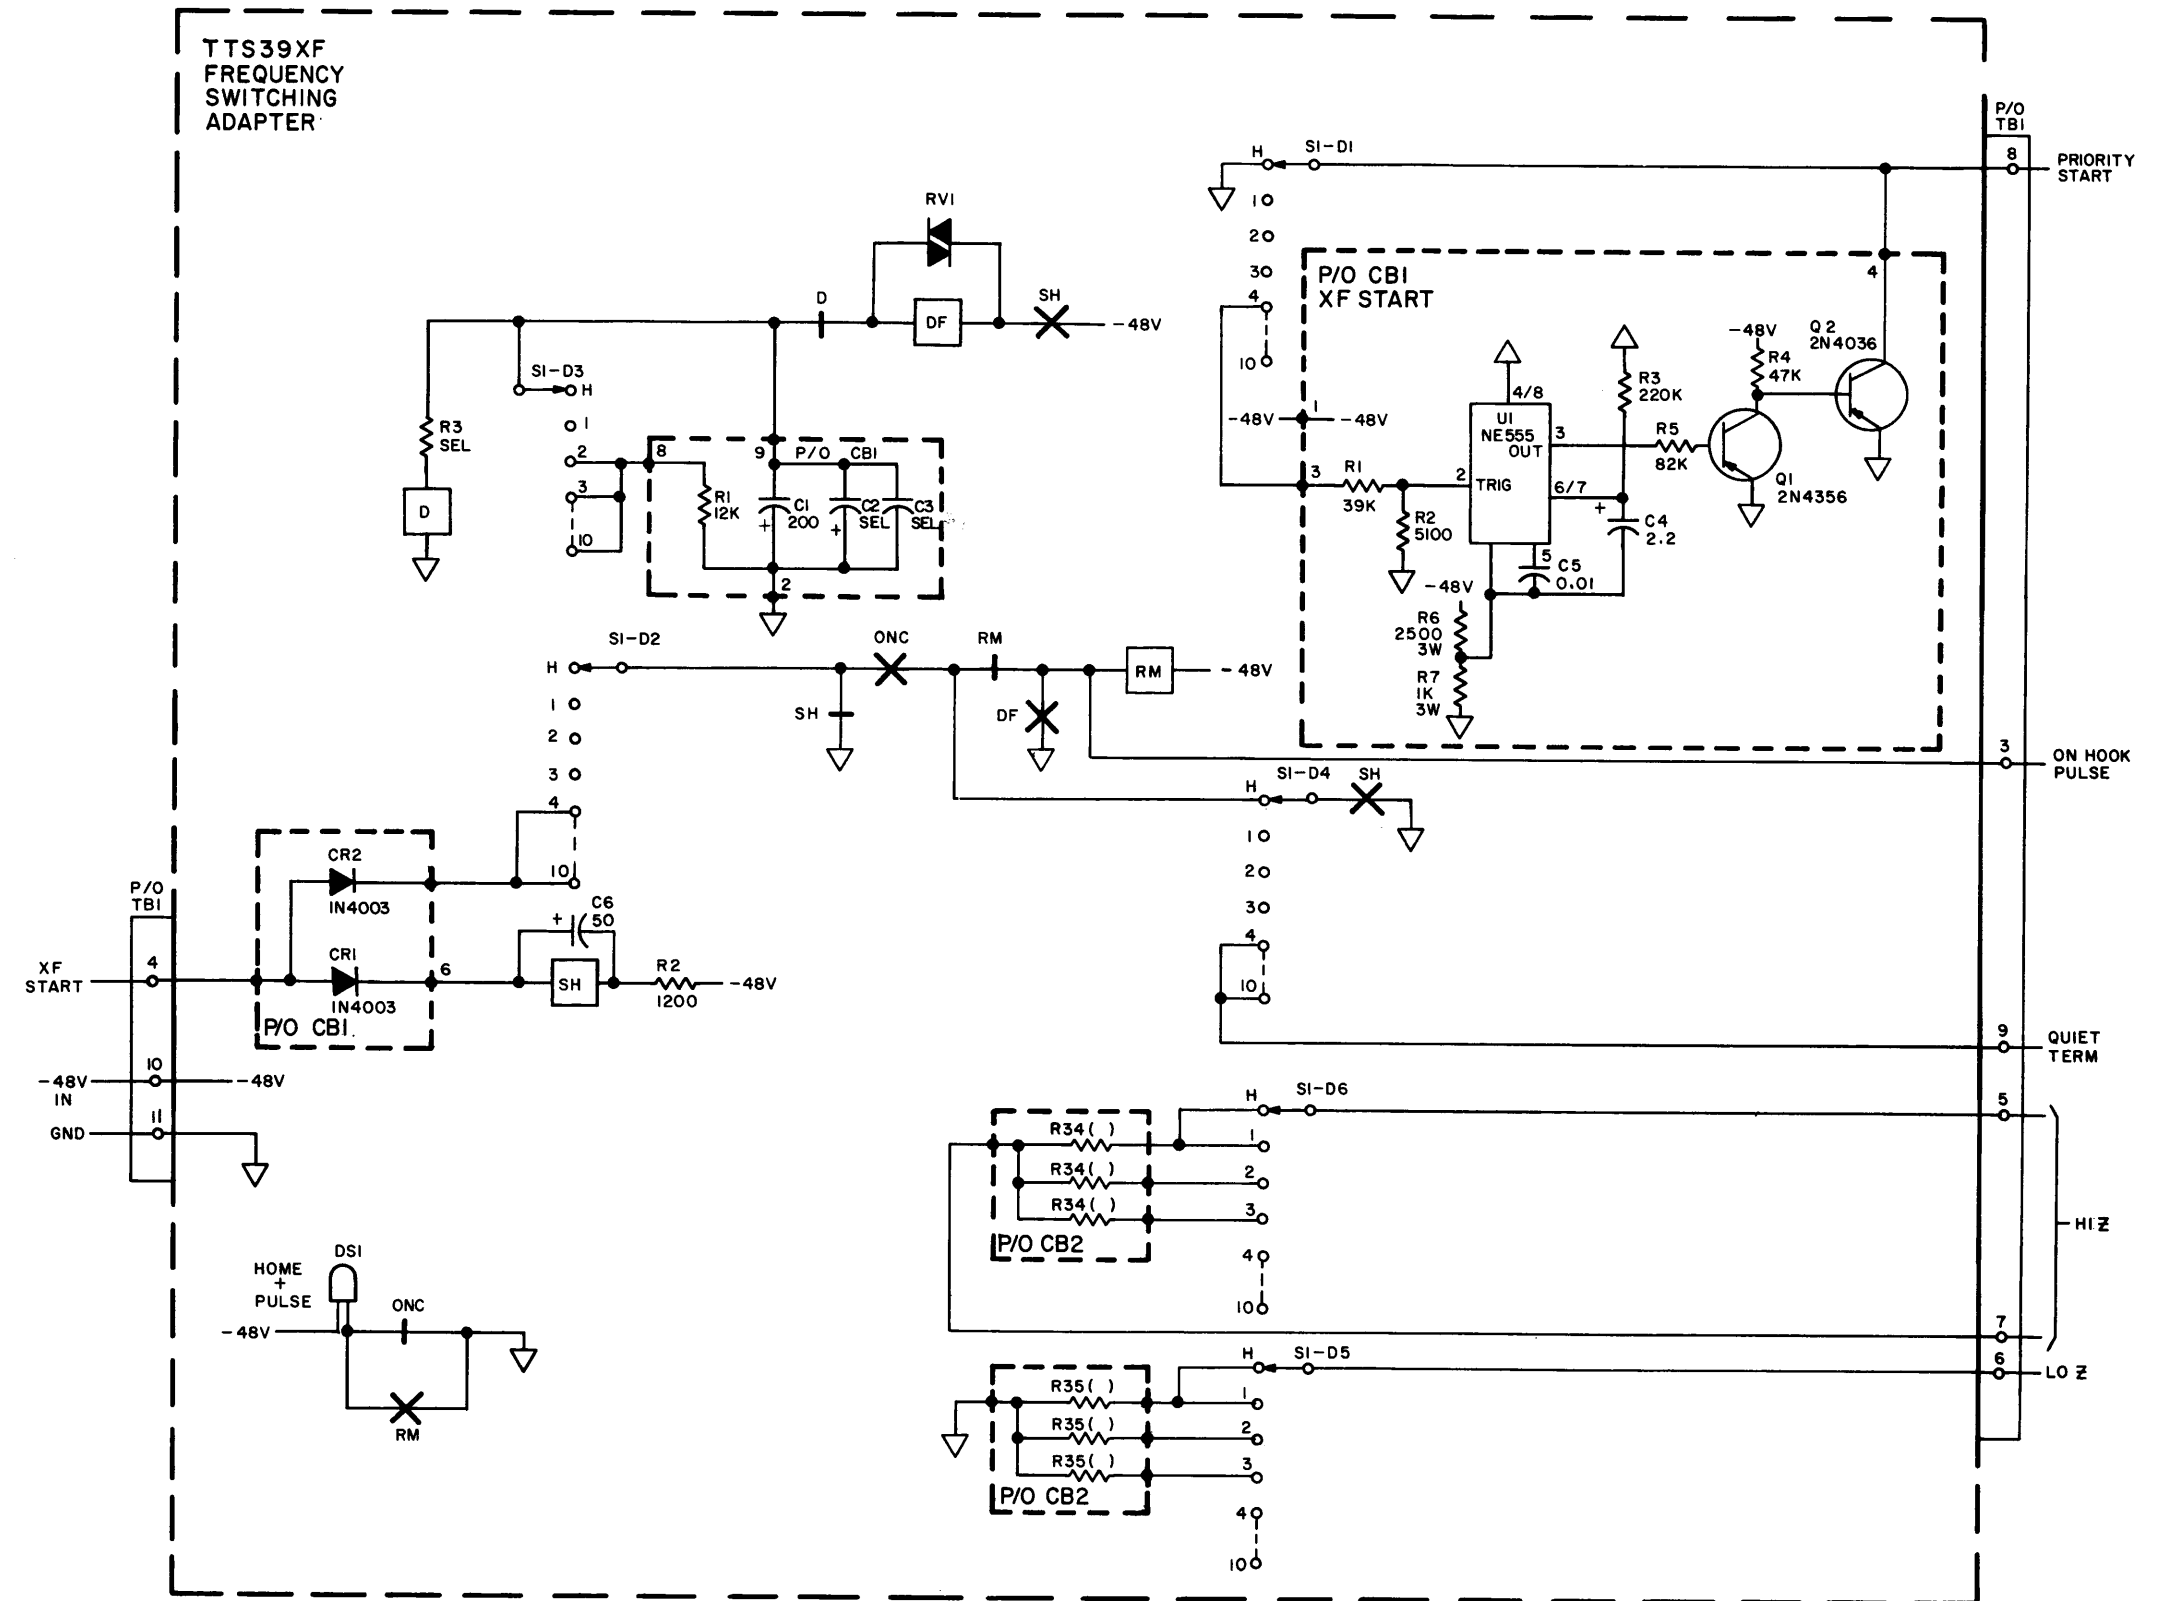 TTS39XF
FREQUENCY
SWITCHING
ADAPTER
P/O
TB1
8
PRIORITY
START
H
S1-D1
1
2
3
4
10
P/O CB1
XF START
4
-48V
1
-48V
3
R1
39K
R2
5100
2
TRIG
U1
NE555
OUT
4/8
3
6/7
5
C5
0.01
R3
220K
+
C4
2.2
R5
82K
Q1
2N4356
-48V
R4
47K
Q2
2N4036
-48V
R6
2500
3W
R7
1K
3W
RV1
D
DF
SH
-48V
S1-D3
H
1
2
3
10
R3
SEL
D
8
9
P/O CB1
R1
12K
C1
200
+
C2
SEL
+
C3
SEL
2
H
S1-D2
1
2
3
4
10
ONC
RM
SH
DF
RM
-48V
3
ON HOOK
PULSE
H
S1-D4
SH
1
2
3
4
10
9
QUIET
TERM
P/O
TB1
XF
START
4
CR2
1N4003
CR1
1N4003
P/O CB1
6
+
C6
50
SH
R2
1200
-48V
-48V
IN
10
-48V
GND
11
H
S1-D6
1
2
3
4
10
R34( )
R34( )
R34( )
P/O CB2
5
HI Z
7
H
S1-D5
1
2
3
4
10
R35( )
R35( )
R35( )
P/O CB2
6
LO Z
HOME
+
PULSE
DS1
-48V
ONC
RM